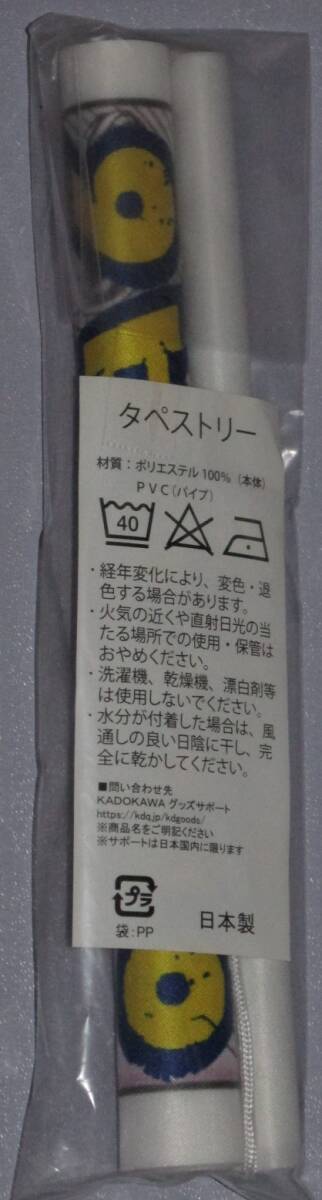 タペストリー
材質：ポリエステル100%（本体）
PVC（パイプ）
40
・経年変化により、変色・退
色する場合があります。
・火気の近くや直射日光の当
たる場所での使用・保管は
おやめください。
・洗濯機、乾燥機、漂白剤等
は使用しないでください。
・水分が付着した場合は、風
通しの良い日陰に干し、完
全に乾かしてください。
■問い合わせ先
KADOKAWA グッズサポート
https://kdq.jp/kdgoods/
※商品名をご明記ください
※サポートは日本国内に限ります
プラ
袋：PP
日本製